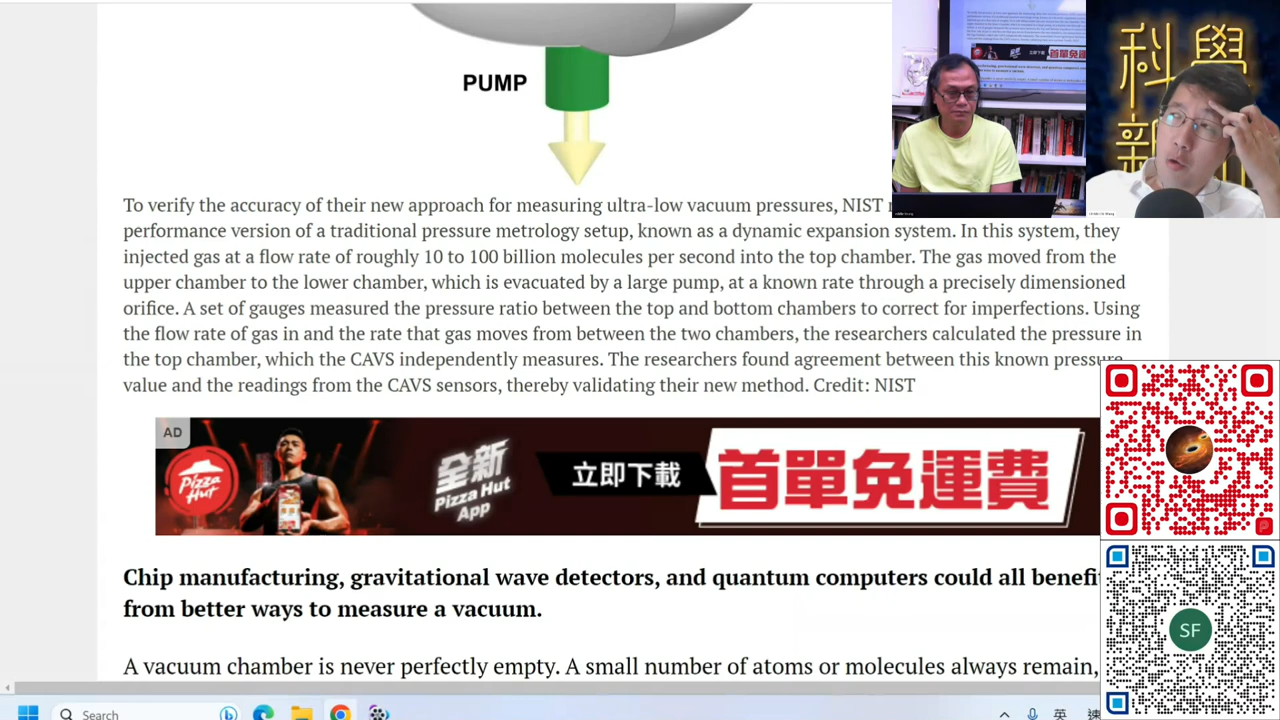 PUMP
科學
新
To verify the accuracy of their new approach for measuring ultra-low vacuum pressures, NIST
performance version of a traditional pressure metrology setup, known as a dynamic expansion system. In this system, they
injected gas at a flow rate of roughly 10 to 100 billion molecules per second into the top chamber. The gas moved from the
upper chamber to the lower chamber, which is evacuated by a large pump, at a known rate through a precisely dimensioned
orifice. A set of gauges measured the pressure ratio between the top and bottom chambers to correct for imperfections. Using
the flow rate of gas in and the rate that gas moves from between the two chambers, the researchers calculated the pressure in
the top chamber, which the CAVS independently measures. The researchers found agreement between this known pressure
value and the readings from the CAVS sensors, thereby validating their new method. Credit: NIST
AD
Pizza Hut
新
Pizza Hut
App
立即下載
首單免運費
Chip manufacturing, gravitational wave detectors, and quantum computers could all benefi
from better ways to measure a vacuum.
SF
A vacuum chamber is never perfectly empty. A small number of atoms or molecules always remain,
Search
英